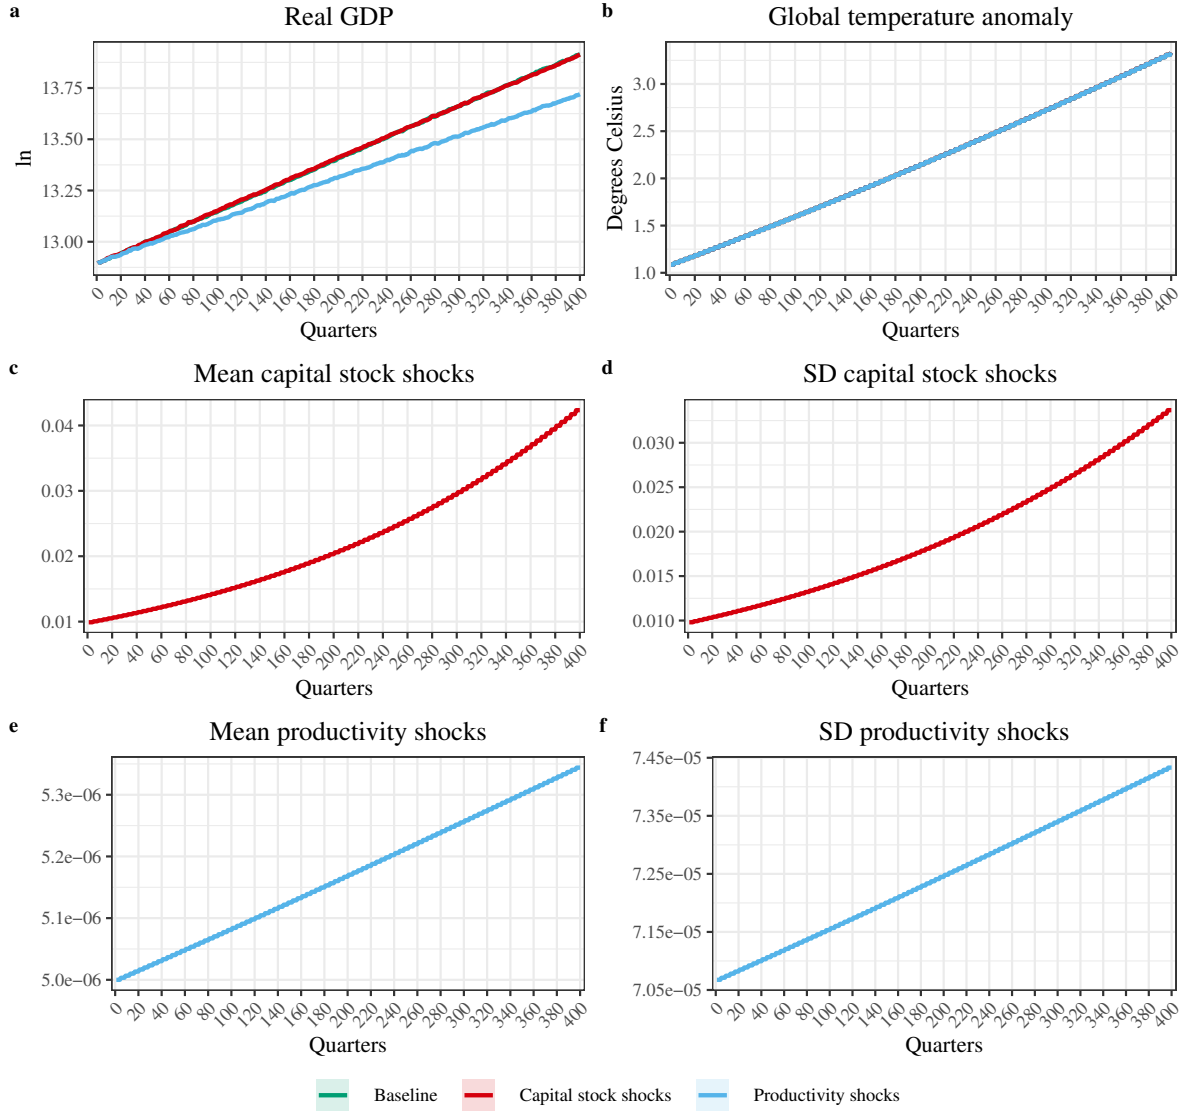 a Real GDP
ln
13.75
13.50
13.25
13.00
0 20 40 60 80 100 120 140 160 180 200 220 240 260 280 300 320 340 360 380 400
Quarters
b Global temperature anomaly
Degrees Celsius
3.0
2.5
2.0
1.5
1.0
0 20 40 60 80 100 120 140 160 180 200 220 240 260 280 300 320 340 360 380 400
Quarters
c Mean capital stock shocks
0.04
0.03
0.02
0.01
0 20 40 60 80 100 120 140 160 180 200 220 240 260 280 300 320 340 360 380 400
Quarters
d SD capital stock shocks
0.030
0.025
0.020
0.015
0.010
0 20 40 60 80 100 120 140 160 180 200 220 240 260 280 300 320 340 360 380 400
Quarters
e Mean productivity shocks
5.3e−06
5.2e−06
5.1e−06
5.0e−06
0 20 40 60 80 100 120 140 160 180 200 220 240 260 280 300 320 340 360 380 400
Quarters
f SD productivity shocks
7.45e−05
7.35e−05
7.25e−05
7.15e−05
7.05e−05
0 20 40 60 80 100 120 140 160 180 200 220 240 260 280 300 320 340 360 380 400
Quarters
Baseline Capital stock shocks Productivity shocks